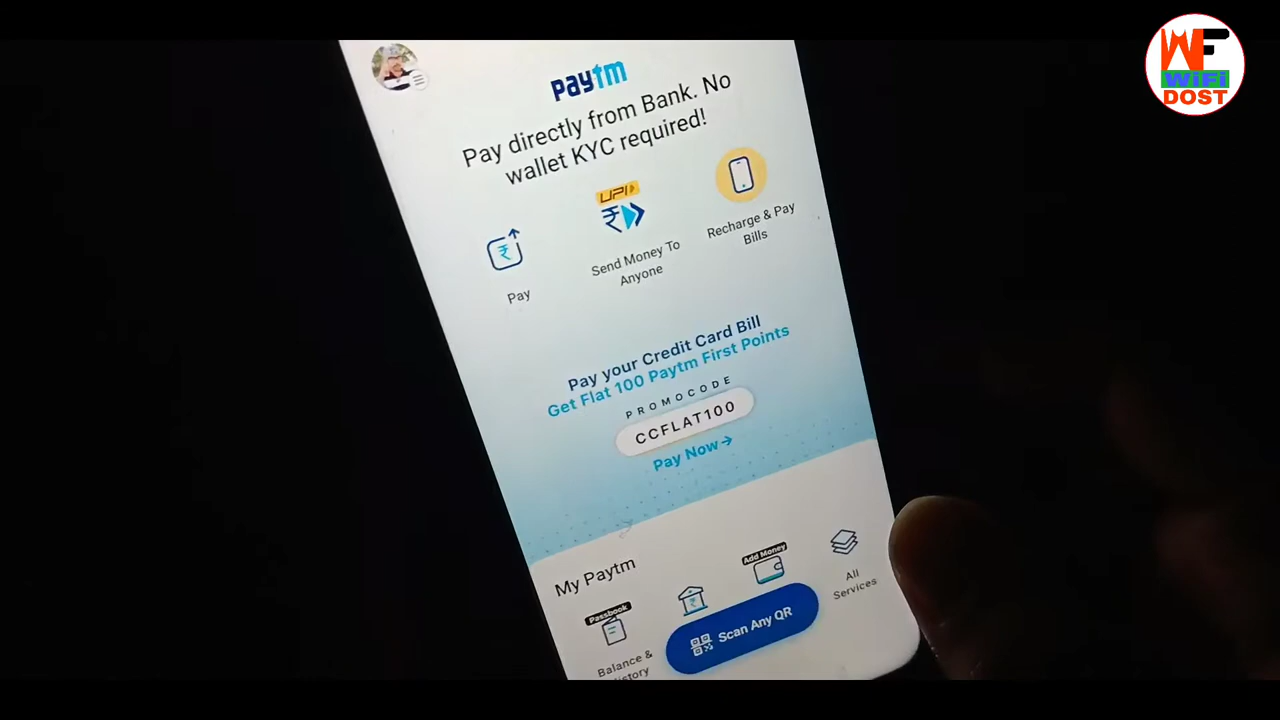 WF
WiFi
DOST
paytm
Pay directly from Bank. No
wallet KYC required!
UPI
Pay
Send Money To
Anyone
Recharge & Pay
Bills
Pay your Credit Card Bill
Get Flat 100 Paytm First Points
PROMOCODE
CCFLAT100
Pay Now
My Paytm
Passbook
Balance &
Add Money
All
Services
Scan Any QR